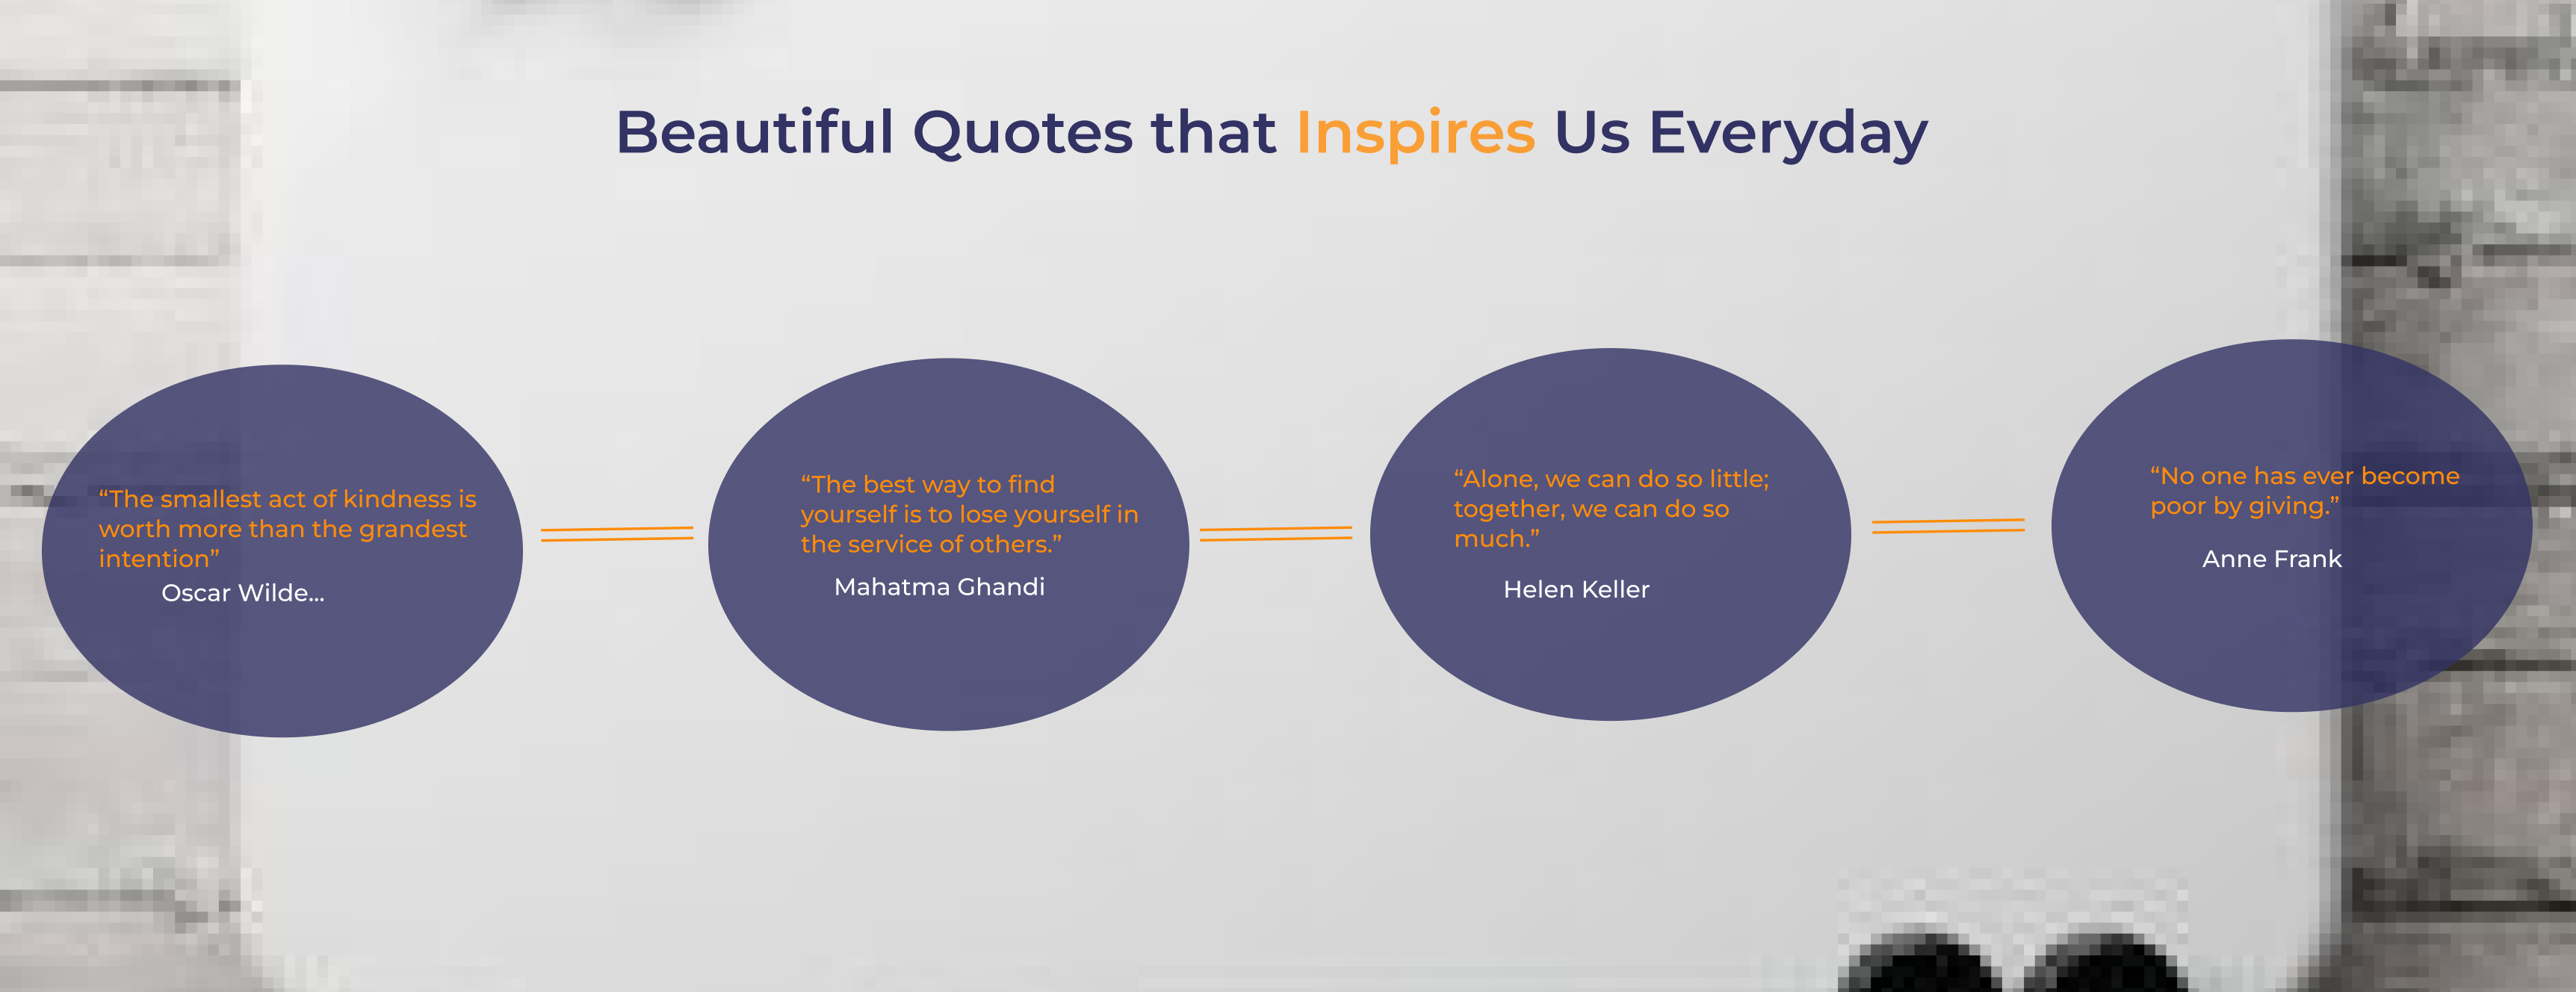 Beautiful Quotes that Inspires Us Everyday
“The smallest act of kindness is
worth more than the grandest
intention”
Oscar Wilde...
“The best way to find
yourself is to lose yourself in
the service of others.”
Mahatma Ghandi
“Alone, we can do so little;
together, we can do so
much.”
Helen Keller
“No one has ever become
poor by giving.”
Anne Frank